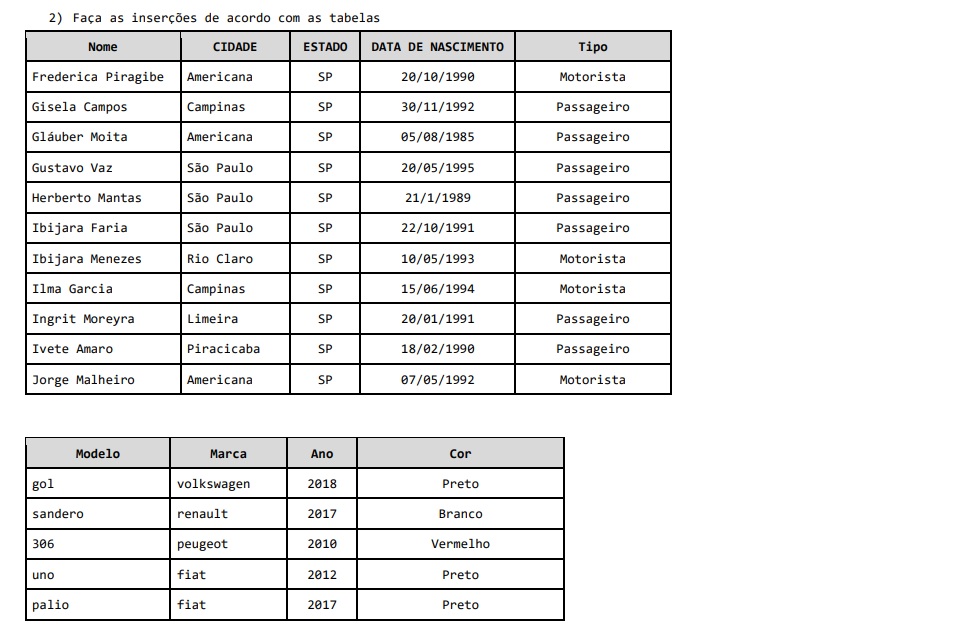 2) Faça as inserções de acordo com as tabelas
Nome CIDADE ESTADO DATA DE NASCIMENTO Tipo
Frederica Piragibe Americana SP 20/10/1990 Motorista
Gisela Campos Campinas SP 30/11/1992 Passageiro
Gláuber Moita Americana SP 05/08/1985 Passageiro
Gustavo Vaz São Paulo SP 20/05/1995 Passageiro
Herberto Mantas São Paulo SP 21/1/1989 Passageiro
Ibijara Faria São Paulo SP 22/10/1991 Passageiro
Ibijara Menezes Rio Claro SP 10/05/1993 Motorista
Ilma Garcia Campinas SP 15/06/1994 Motorista
Ingrit Moreyra Limeira SP 20/01/1991 Passageiro
Ivete Amaro Piracicaba SP 18/02/1990 Passageiro
Jorge Malheiro Americana SP 07/05/1992 Motorista
Modelo Marca Ano Cor
gol volkswagen 2018 Preto
sandero renault 2017 Branco
306 peugeot 2010 Vermelho
uno fiat 2012 Preto
palio fiat 2017 Preto